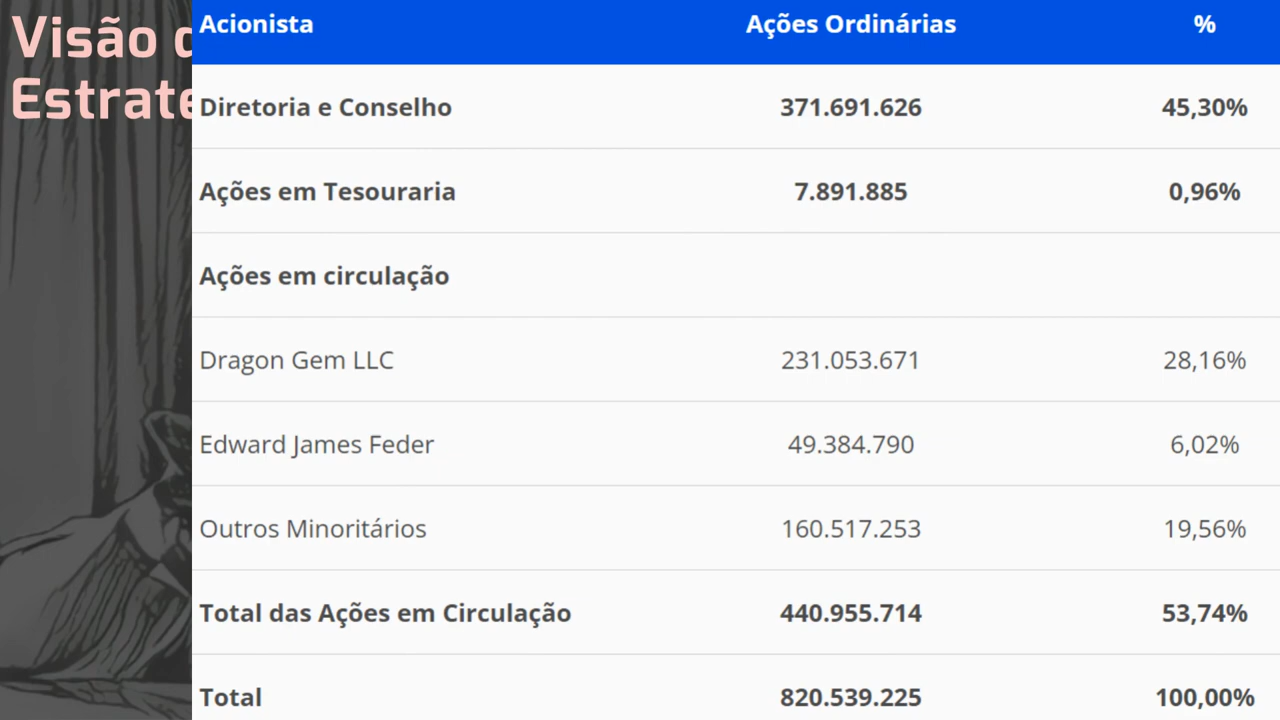 Visão
Estrate
Acionista Ações Ordinárias %
Diretoria e Conselho 371.691.626 45,30%
Ações em Tesouraria 7.891.885 0,96%
Ações em circulação
Dragon Gem LLC 231.053.671 28,16%
Edward James Feder 49.384.790 6,02%
Outros Minoritários 160.517.253 19,56%
Total das Ações em Circulação 440.955.714 53,74%
Total 820.539.225 100,00%